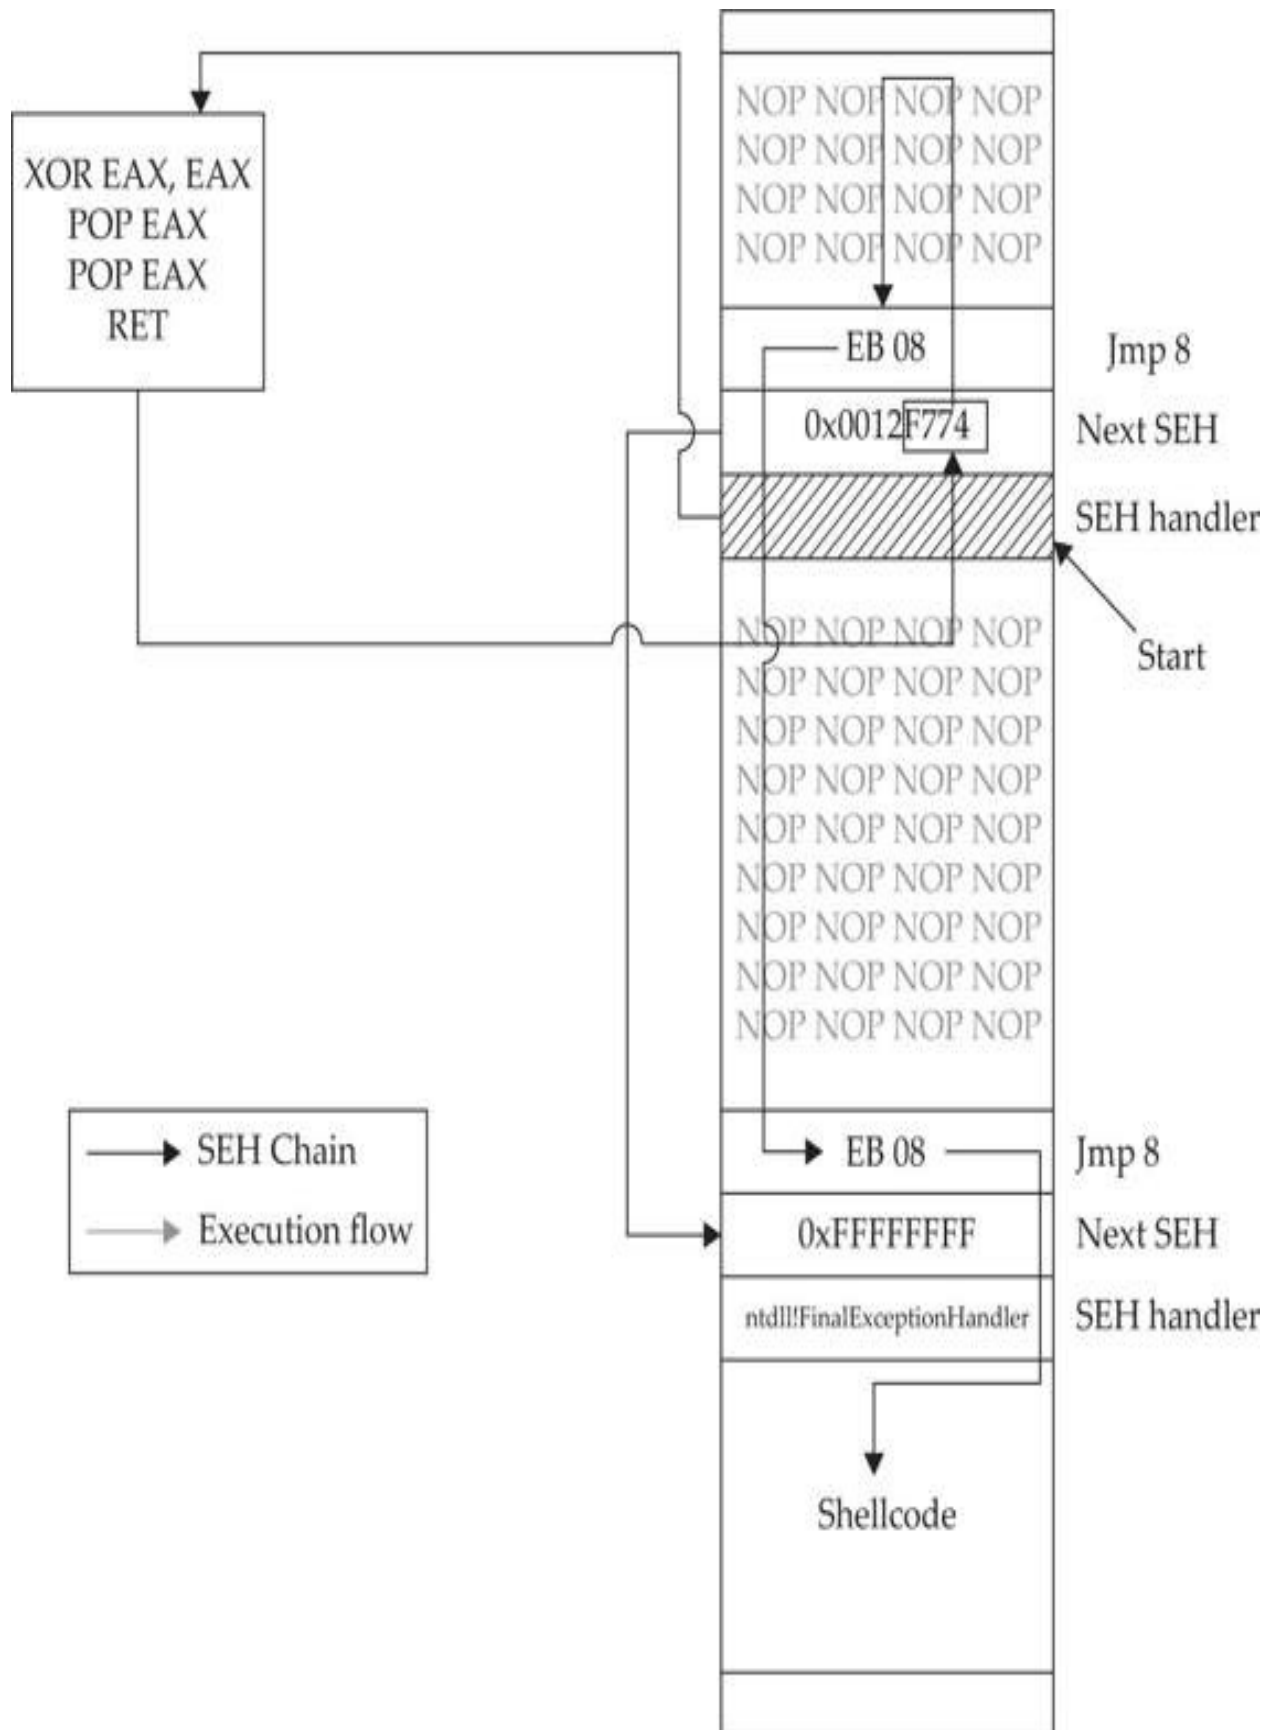 NOP NOP NOP NOP
NOP NOP NOP NOP
NOP NOP NOP NOP
NOP NOP NOP NOP
XOR EAX, EAX
POP EAX
POP EAX
RET
EB 08
Jmp 8
0x0012F774
Next SEH
SEH handler
Start
NOP NOP NOP NOP
NOP NOP NOP NOP
NOP NOP NOP NOP
NOP NOP NOP NOP
NOP NOP NOP NOP
NOP NOP NOP NOP
NOP NOP NOP NOP
NOP NOP NOP NOP
NOP NOP NOP NOP
SEH Chain
Execution flow
EB 08
Jmp 8
0xFFFFFFFF
Next SEH
ntdll!FinalExceptionHandler
SEH handler
Shellcode